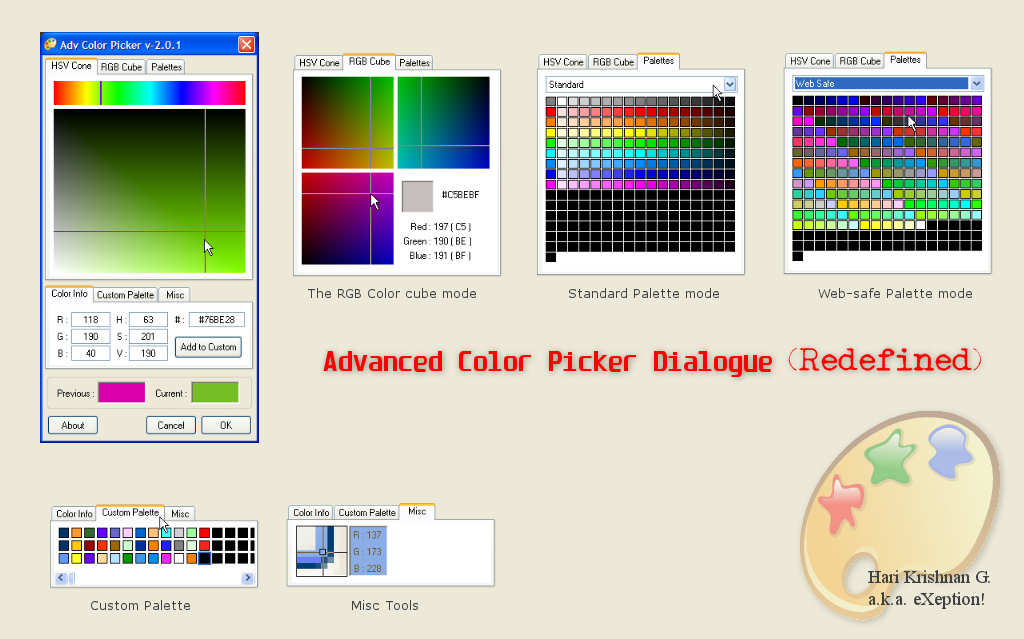 Adv Color Picker v-2.0.1
HSV Cone RGB Cube Palettes
Color Info Custom Palette Misc
R : 118 H : 63 # : #76BE28
G : 190 S : 201
B : 40 V : 190
Add to Custom
Previous : Current :
About Cancel OK
HSV Cone RGB Cube Palettes
#C5BEBF
Red : 197 ( C5 )
Green : 190 ( BE )
Blue : 191 ( BF )
The RGB Color cube mode
HSV Cone RGB Cube Palettes
Standard
Standard Palette mode
HSV Cone RGB Cube Palettes
Web Safe
Web-safe Palette mode
Advanced Color Picker Dialogue (Redefined)
Color Info Custom Palette Misc
Custom Palette
Color Info Custom Palette Misc
R : 137
G : 173
B : 228
Misc Tools
Hari Krishnan G.
a.k.a. eXeption!